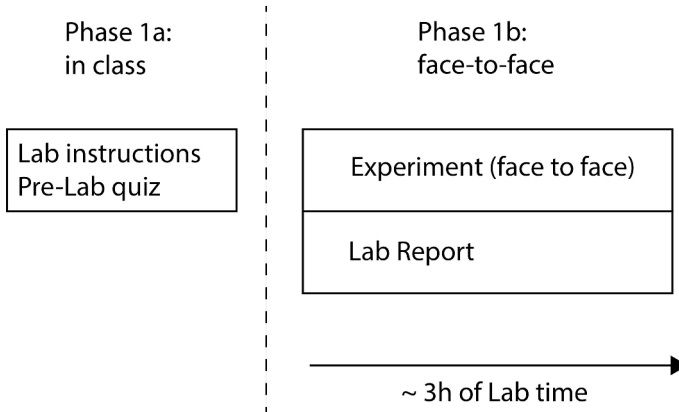 Phase 1a:
in class
Phase 1b:
face-to-face
Lab instructions
Pre-Lab quiz
Experiment (face to face)
Lab Report
~ 3h of Lab time